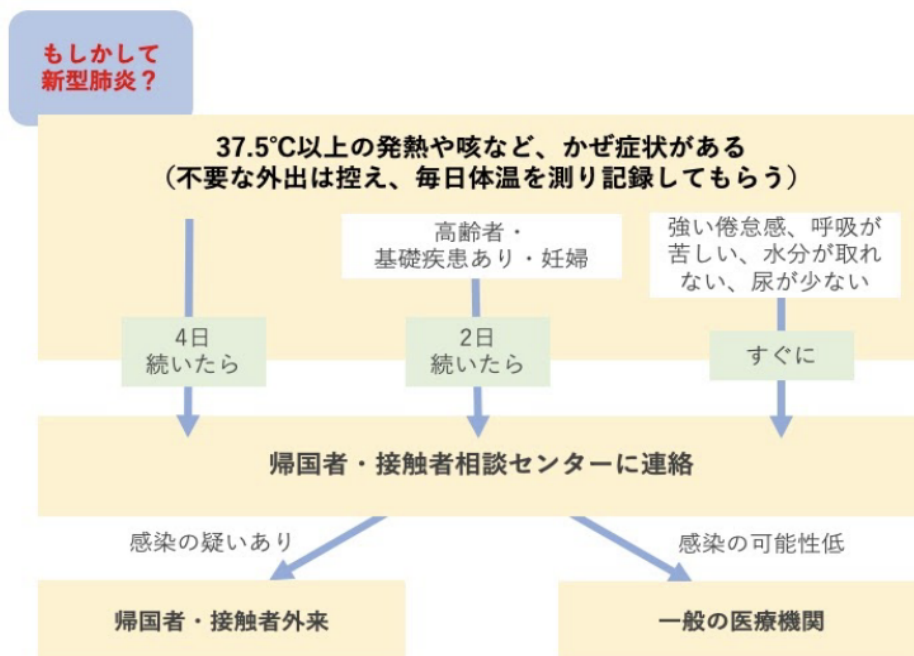 もしかして
新型肺炎？
37.5℃以上の発熱や咳など、かぜ症状がある
（不要な外出は控え、毎日体温を測り記録してもらう）
高齢者・
基礎疾患あり・妊婦
強い倦怠感、呼吸が
苦しい、水分が取れ
ない、尿が少ない
4日
続いたら
2日
続いたら
すぐに
帰国者・接触者相談センターに連絡
感染の疑いあり
感染の可能性低
帰国者・接触者外来
一般の医療機関